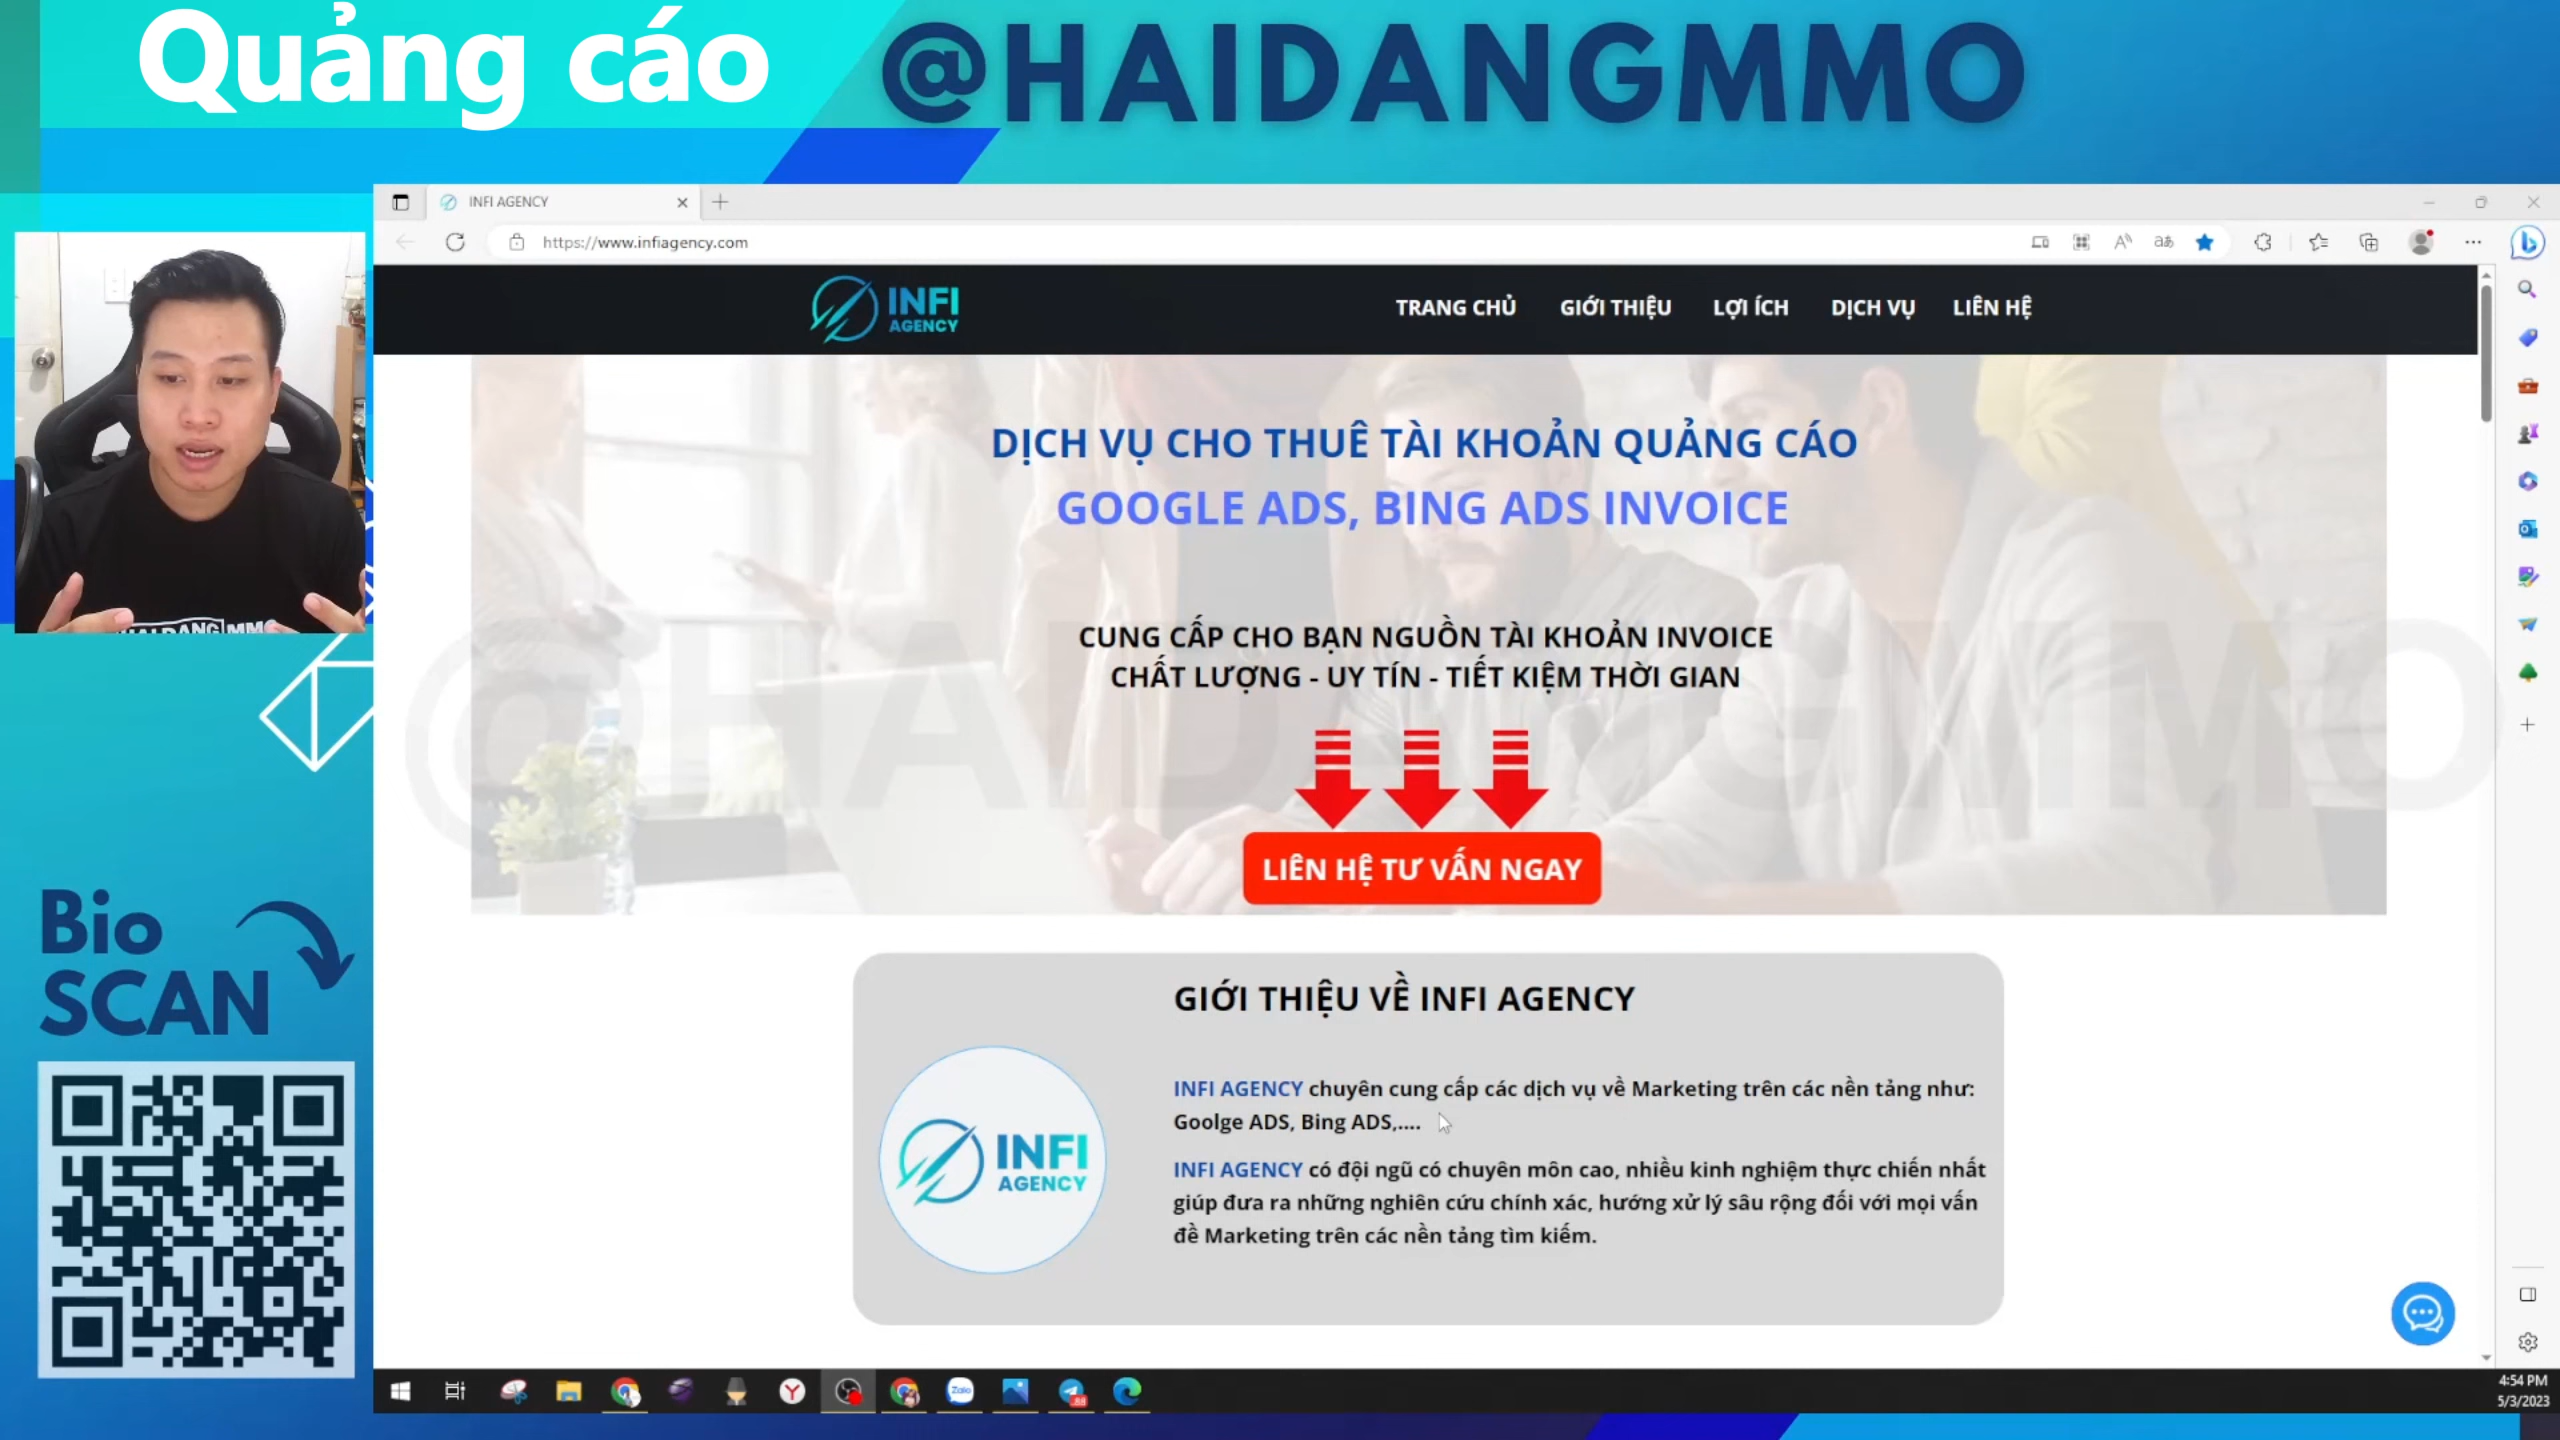 Quảng cáo
@HAIDANGMMO
INFI AGENCY
https://www.infiagency.com
INFI
AGENCY
TRANG CHỦ
GIỚI THIỆU
LỢI ÍCH
DỊCH VỤ
LIÊN HỆ
DỊCH VỤ CHO THUÊ TÀI KHOẢN QUẢNG CÁO
GOOGLE ADS, BING ADS INVOICE
CUNG CẤP CHO BẠN NGUỒN TÀI KHOẢN INVOICE
CHẤT LƯỢNG - UY TÍN - TIẾT KIỆM THỜI GIAN
@HAIDANGMMO
LIÊN HỆ TƯ VẤN NGAY
HAIDANG MMO
Bio
SCAN
GIỚI THIỆU VỀ INFI AGENCY
INFI
AGENCY
INFI AGENCY chuyên cung cấp các dịch vụ về Marketing trên các nền tảng như:
Goolge ADS, Bing ADS,....
INFI AGENCY có đội ngũ có chuyên môn cao, nhiều kinh nghiệm thực chiến nhất
giúp đưa ra những nghiên cứu chính xác, hướng xử lý sâu rộng đối với mọi vấn
đề Marketing trên các nền tảng tìm kiếm.
Zalo
88
4:54 PM
5/3/2023